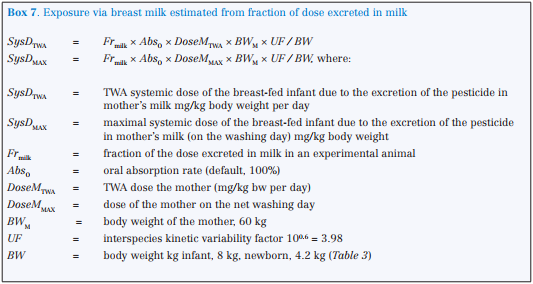 Box 7. Exposure via breast milk estimated from fraction of dose excreted in milk
SysD_TWA = Fr_milk × Abs_O × DoseM_TWA × BW_M × UF / BW
SysD_MAX = Fr_milk × Abs_O × DoseM_MAX × BW_M × UF / BW, where:
SysD_TWA = TWA systemic dose of the breast-fed infant due to the excretion of the pesticide in
mother's milk mg/kg body weight per day
SysD_MAX = maximal systemic dose of the breast-fed infant due to the excretion of the pesticide
in mother's milk (on the washing day) mg/kg body weight
Fr_milk = fraction of the dose excreted in milk in an experimental animal
Abs_O = oral absorption rate (default, 100%)
DoseM_TWA = TWA dose the mother (mg/kg bw per day)
DoseM_MAX = dose of the mother on the net washing day
BW_M = body weight of the mother, 60 kg
UF = interspecies kinetic variability factor 10^0.6 = 3.98
BW = body weight kg infant, 8 kg, newborn, 4.2 kg (Table 3)